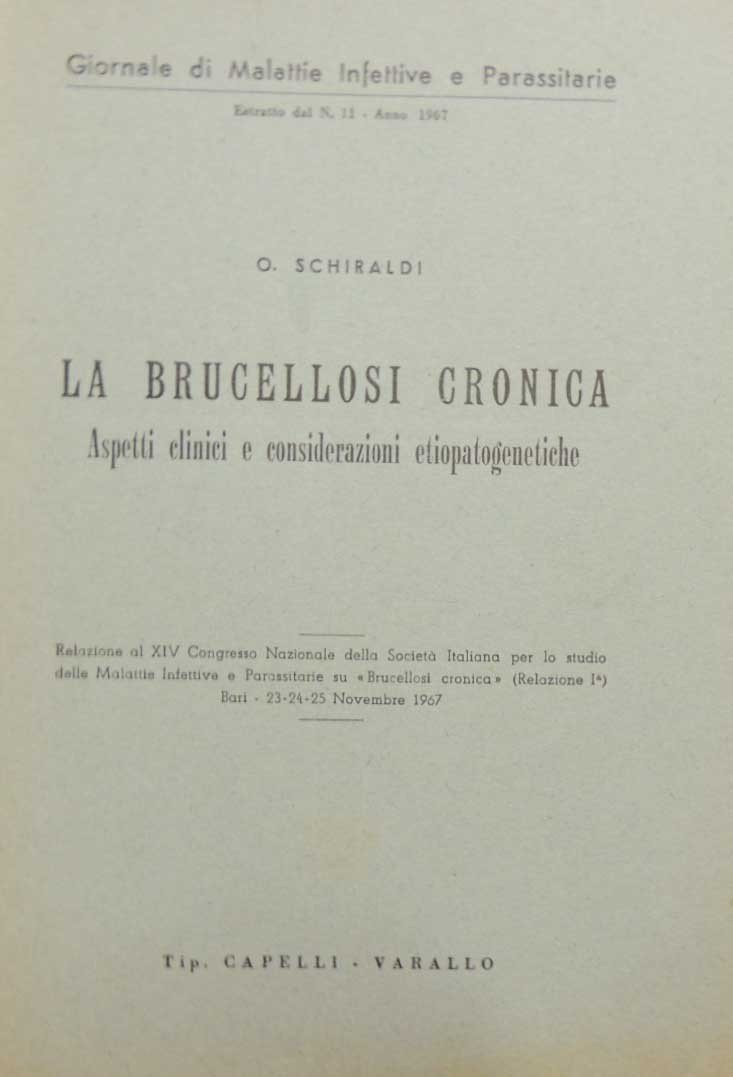 Giornale di Malattie Infettive e Parassitarie
Estratto dal N. 11 - Anno 1967
O. SCHIRALDI
LA BRUCELLOSI CRONICA
Aspetti clinici e considerazioni etiopatogenetiche
Relazione al XIV Congresso Nazionale della Società Italiana per lo studio
delle Malattie Infettive e Parassitarie su «Brucellosi cronica» (Relazione Iª)
Bari - 23-24-25 Novembre 1967
Tip. CAPELLI - VARALLO